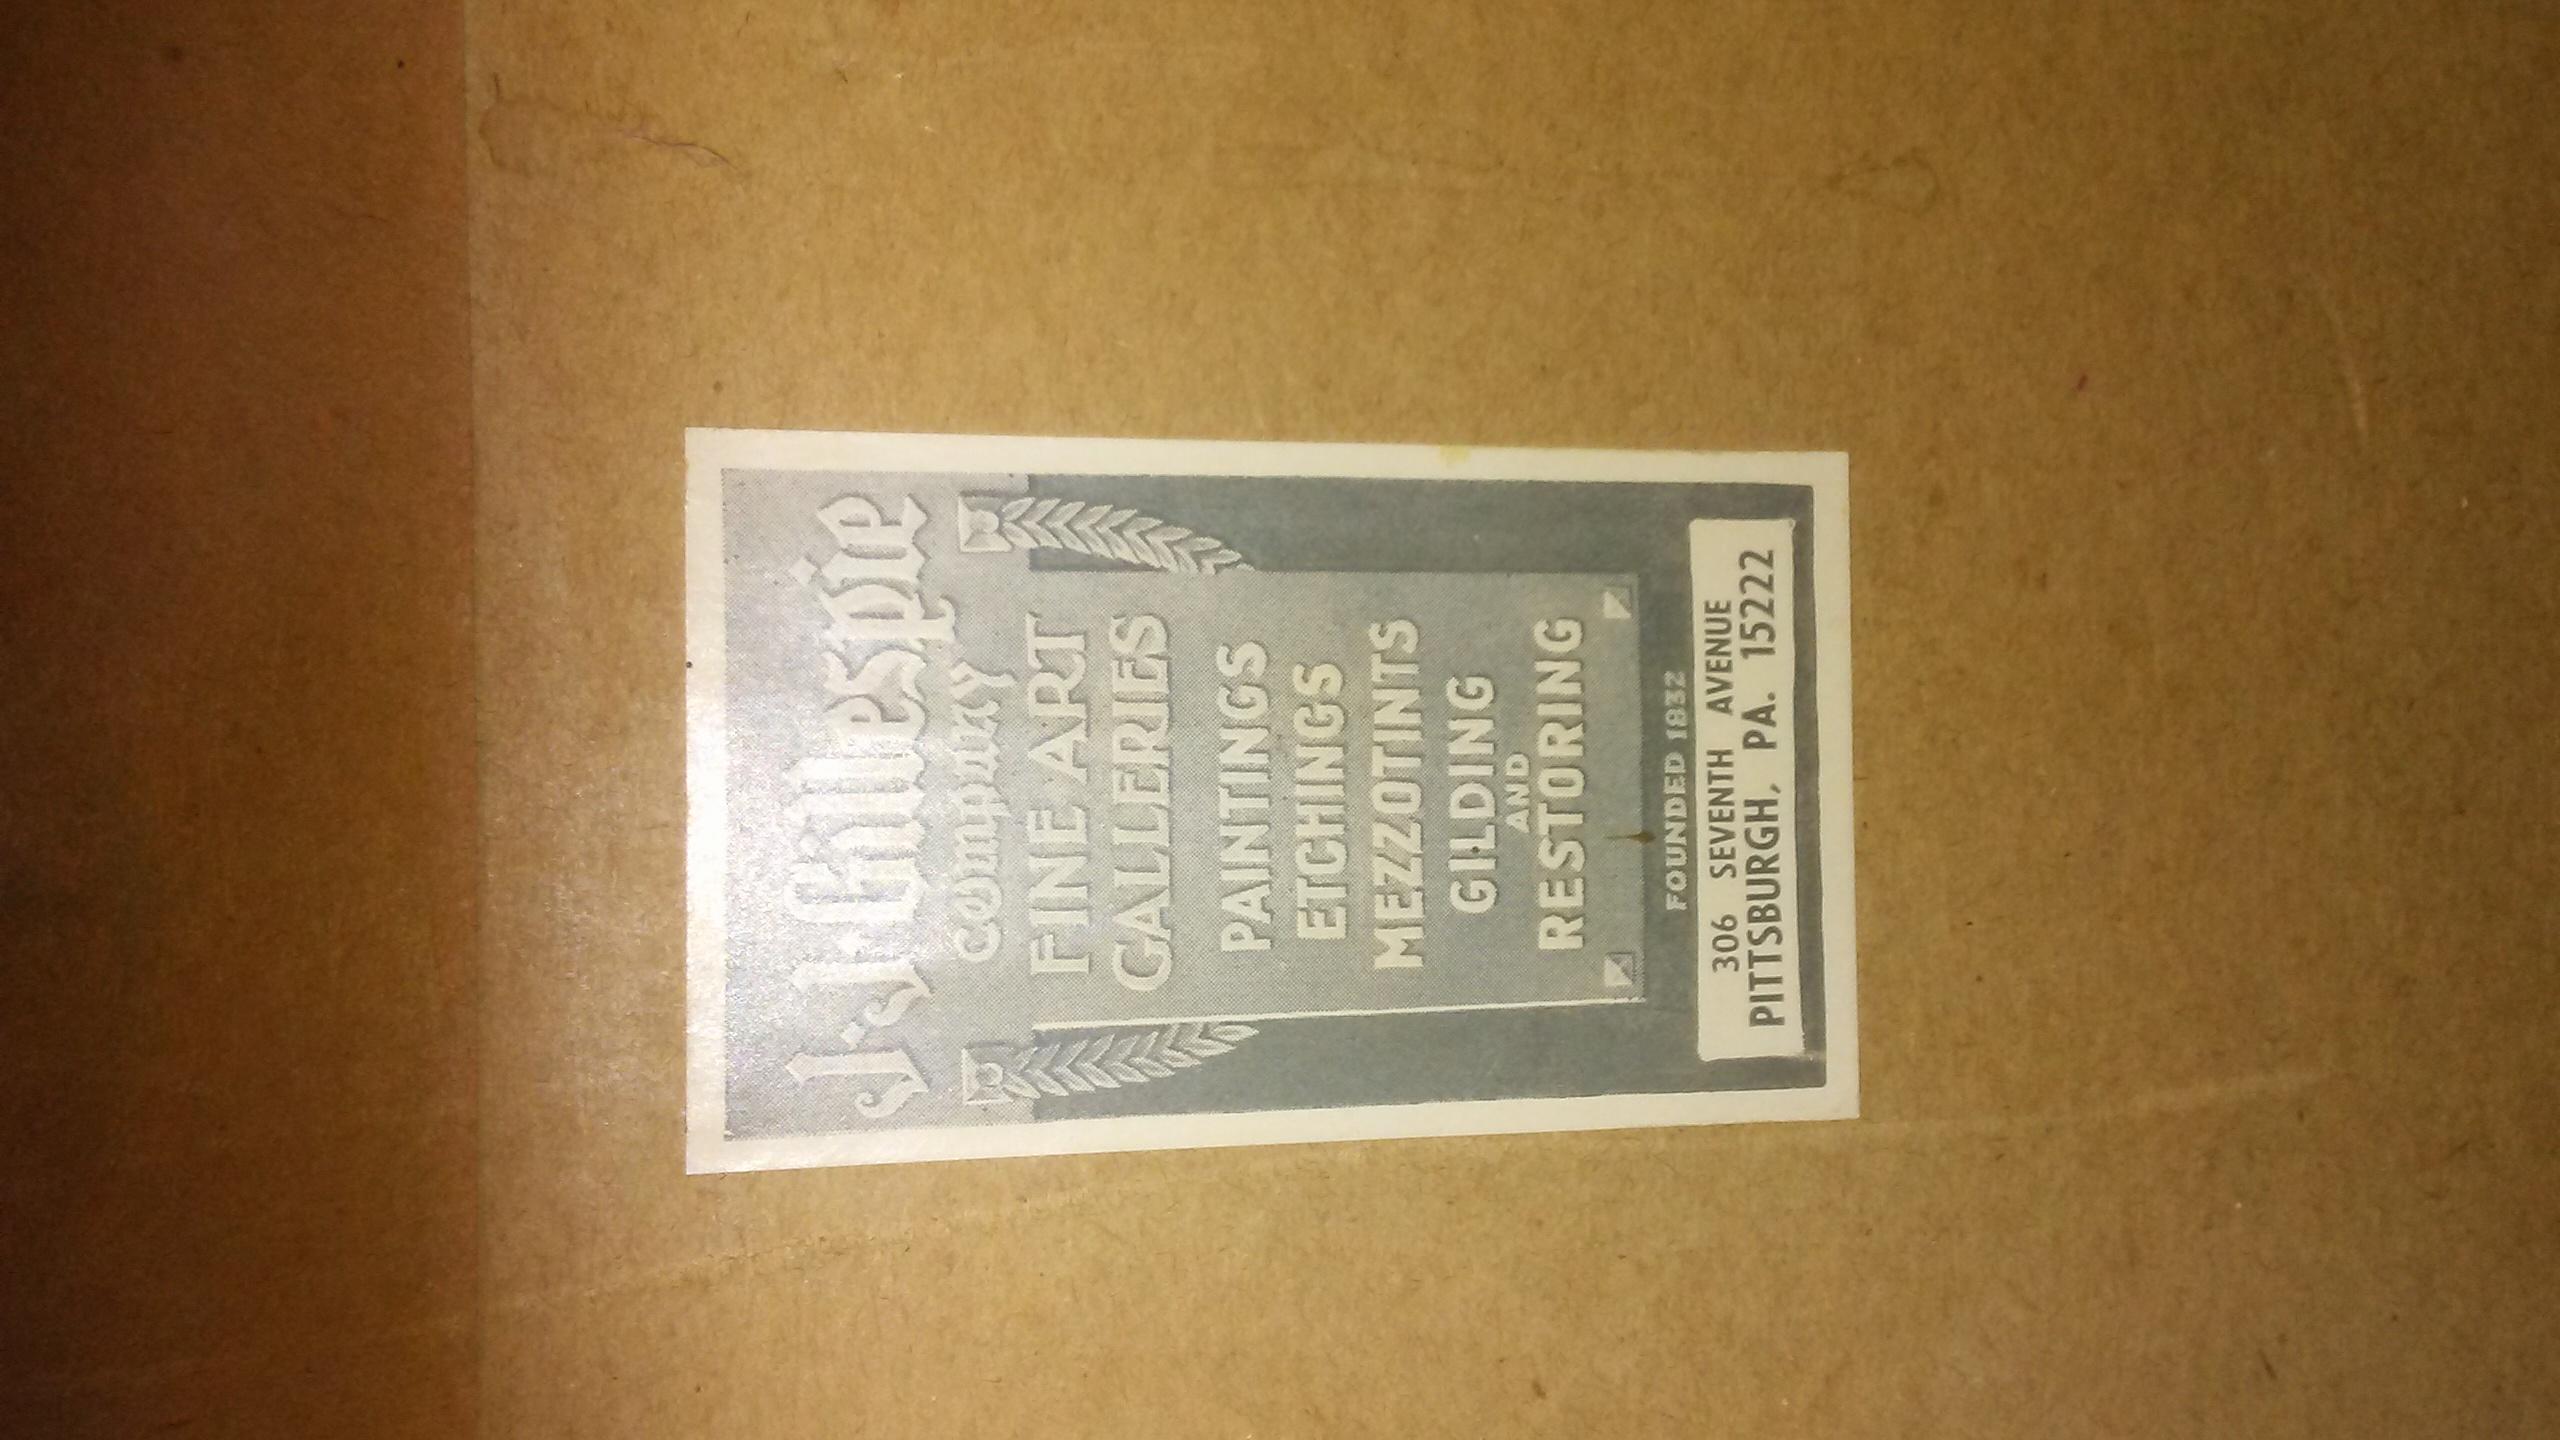 J. J. Gillespie
Company
FINE ART
GALLERIES
PAINTINGS
ETCHINGS
MEZZOTINTS
GILDING
AND
RESTORING
FOUNDED 1832
306 SEVENTH AVENUE
PITTSBURGH, PA. 15222